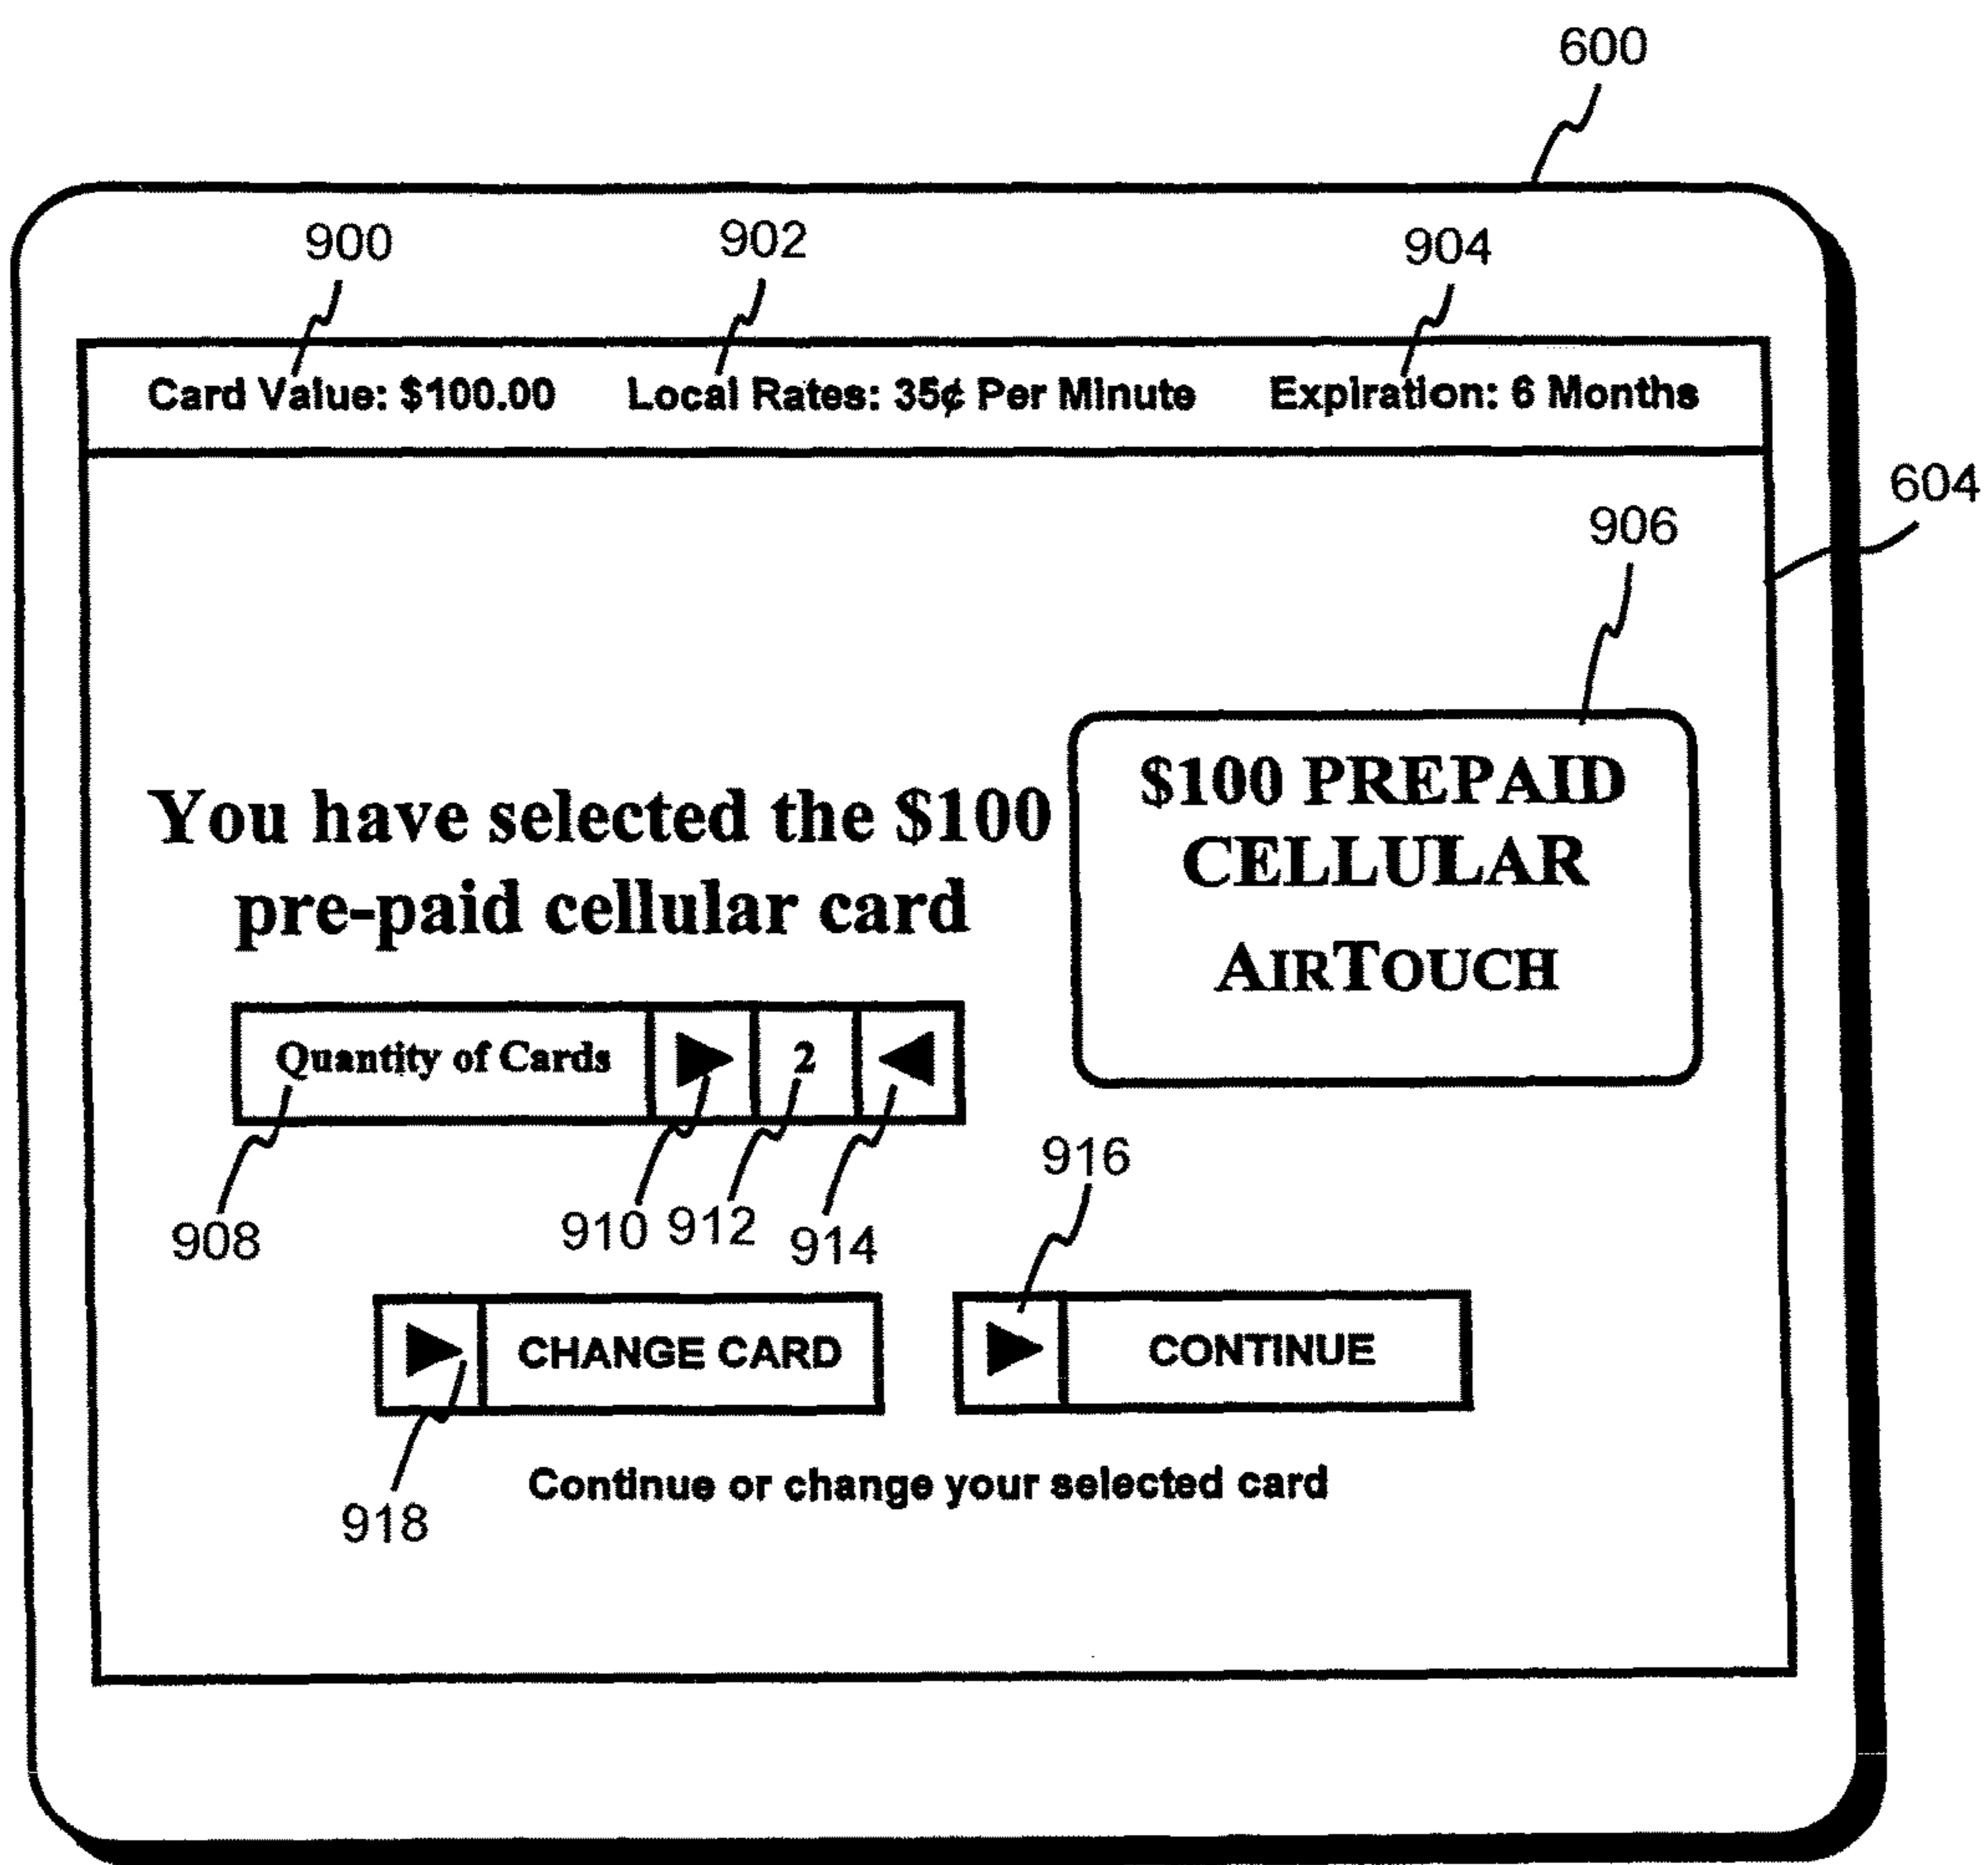 600
900 902 904
Card Value: $100.00 Local Rates: 35¢ Per Minute Expiration: 6 Months
604
906
$100 PREPAID
CELLULAR
AIRTOUCH
You have selected the $100
pre-paid cellular card
Quantity of Cards 2
908 910 912 914 916
CHANGE CARD CONTINUE
918
Continue or change your selected card